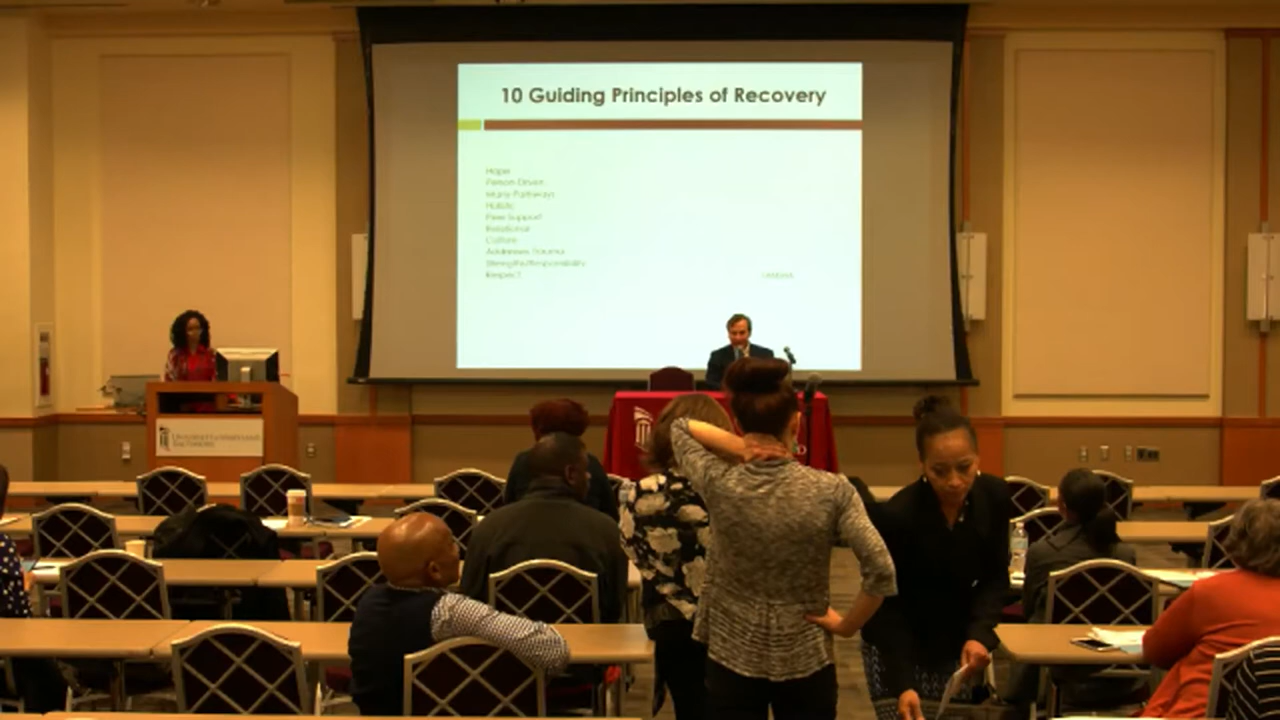 10 Guiding Principles of Recovery
Hope
Person-Driven
Many Pathways
Holistic
Peer Support
Relational
Culture
Addresses Trauma
Strengths/Responsibility
Respect
SAMHSA